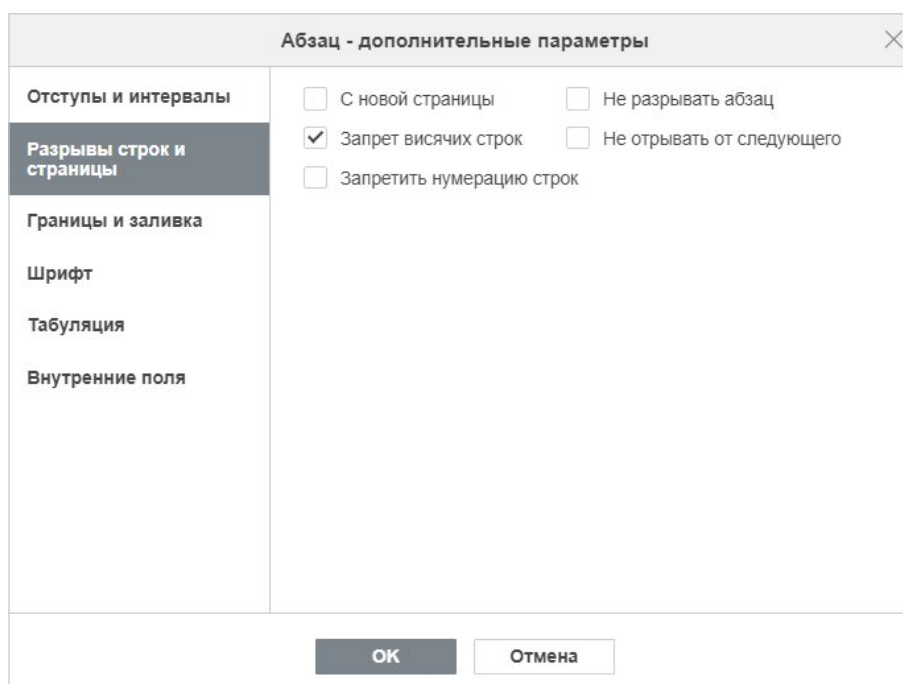 Абзац - дополнительные параметры
Отступы и интервалы
Разрывы строк и
страницы
Границы и заливка
Шрифт
Табуляция
Внутренние поля
С новой страницы
Не разрывать абзац
Запрет висячих строк
Не отрывать от следующего
Запретить нумерацию строк
ОК
Отмена